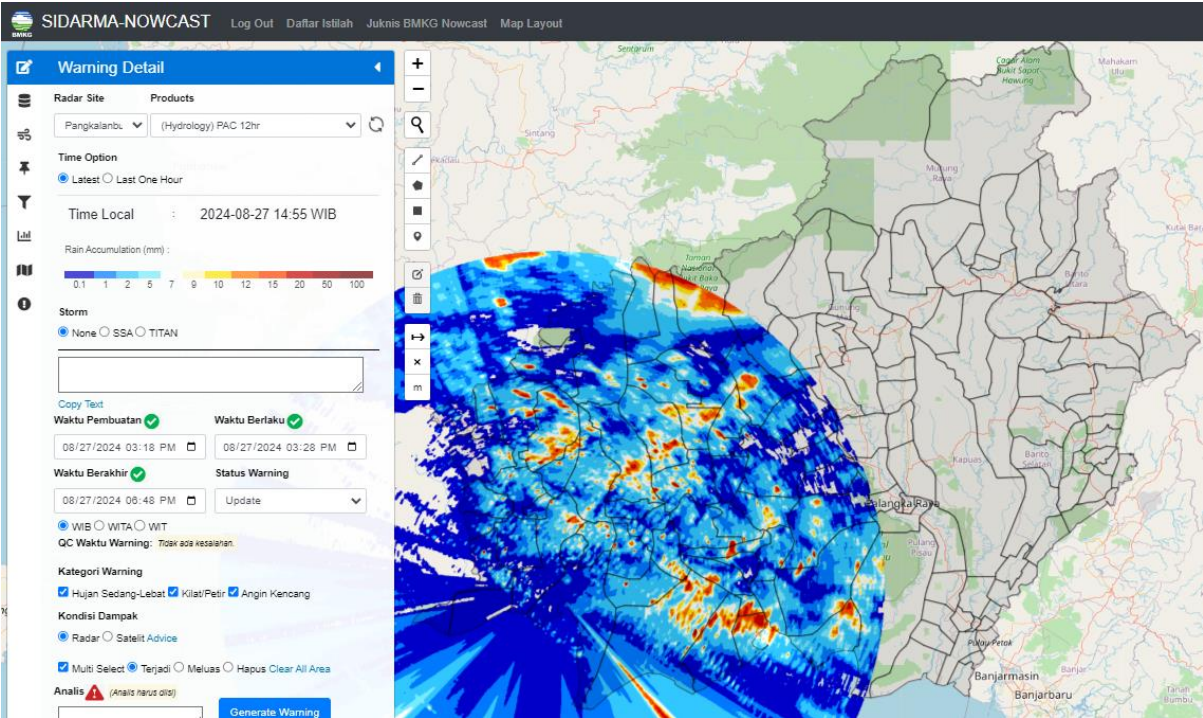 BMKG
SIDARMA-NOWCAST Log Out Daftar Istilah Juknis BMKG Nowcast Map Layout
Warning Detail
Radar Site Products
Pangkalanbu (Hydrology) PAC 12hr
Time Option
Latest Last One Hour
Time Local : 2024-08-27 14:55 WIB
Rain Accumulation (mm) :
0.1 1 2 5 7 9 10 12 15 20 50 100
Storm
None SSA TITAN
Copy Text
Waktu Pembuatan Waktu Berlaku
08/27/2024 03:18 PM 08/27/2024 03:28 PM
Waktu Berakhir Status Warning
08/27/2024 06:48 PM Update
WIB WITA WIT
QC Waktu Warning: Tidak ada kesalahan.
Kategori Warning
Hujan Sedang-Lebat Kilat/Petir Angin Kencang
Kondisi Dampak
Radar Satelit Advice
Multi Select Terjadi Meluas Hapus Clear All Area
Analis (Analis harus diisi)
Generate Warning
+
−
m
Sentarum
Cagar Alam
Bukit Sapat
Hawung
Mahakam
Ulu
Sintang
Murung
Raya
Kutai Bar
Taman
Nasional
Bukit Baka
Raya
Gunung
Barito
Utara
Kapuas
Barito
Selatan
Palangka Raya
Pulang
Pisau
Pulau Petak
Banjarmasin
Banjar
Banjarbaru
Tanah
Bumbu